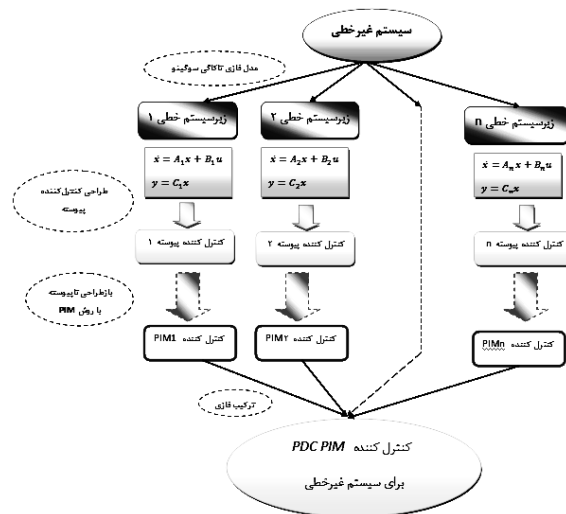 سیستم غیرخطی
مدل فازی تاکاگی سوگینو
زیرسیستم خطی ۱
زیرسیستم خطی ۲
زیرسیستم خطی n
ẋ = A₁x + B₁u
y = C₁x
ẋ = A₂x + B₂u
y = C₂x
ẋ = Aₙx + Bₙu
y = Cₙx
طراحی کنترل‌کننده
پیوسته
کنترل کننده پیوسته ۱
کنترل کننده پیوسته ۲
کنترل کننده پیوسته n
بازطراحی ناپیوسته
با روش PIM
کنترل کننده PIM1
کنترل کننده PIM۲
کنترل کننده PIMn
ترکیب فازی
کنترل کننده PDC PIM
برای سیستم غیرخطی